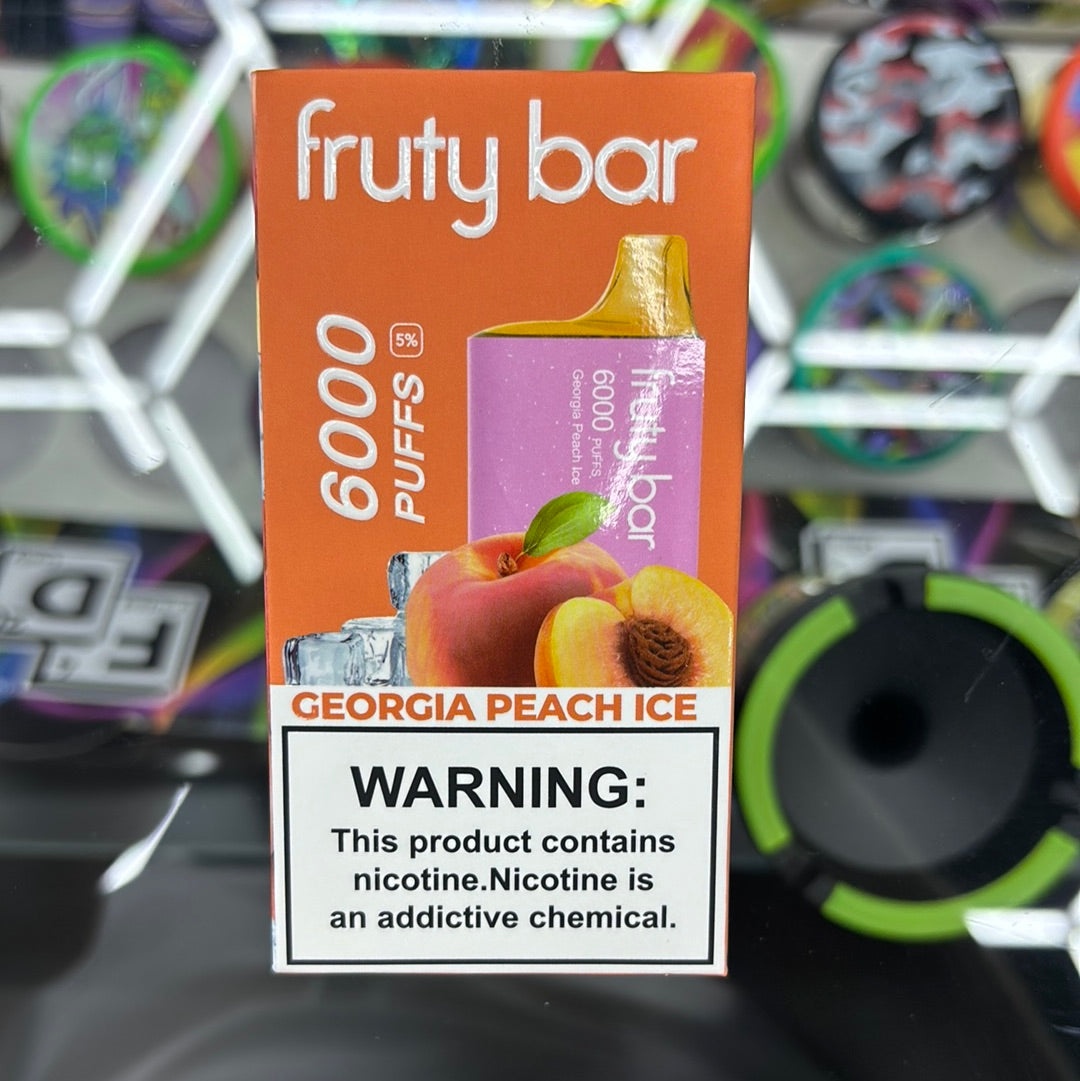 fruty bar
6000
PUFFS
5%
fruty bar
6000 PUFFS
Georgia Peach Ice
GEORGIA PEACH ICE
WARNING:
This product contains
nicotine.Nicotine is
an addictive chemical.